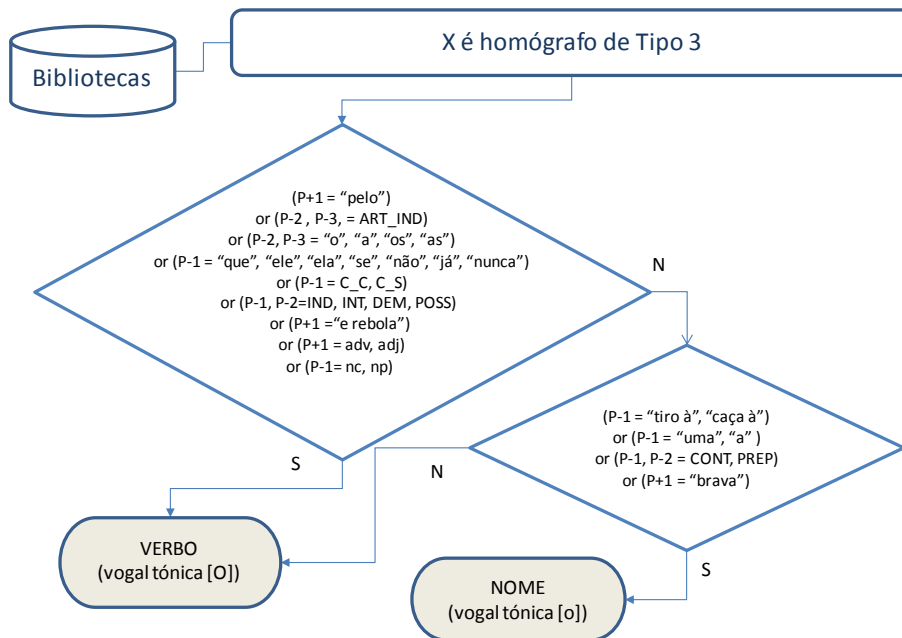 X é homógrafo de Tipo 3
Bibliotecas
(P+1 = “pelo”)
or (P-2 , P-3, = ART_IND)
or (P-2, P-3 = “o”, “a”, “os”, “as”)
or (P-1 = “que”, “ele”, “ela”, “se”, “não”, “já”, “nunca”)
or (P-1 = C_C, C_S)
or (P-1, P-2=IND, INT, DEM, POSS)
or (P+1 =“e rebola”)
or (P+1 = adv, adj)
or (P-1= nc, np)
N
(P-1 = “tiro à”, “caça à”)
or (P-1 = “uma”, “a” )
or (P-1, P-2 = CONT, PREP)
or (P+1 = “brava”)
S
N
VERBO
(vogal tónica [O])
S
NOME
(vogal tónica [o])